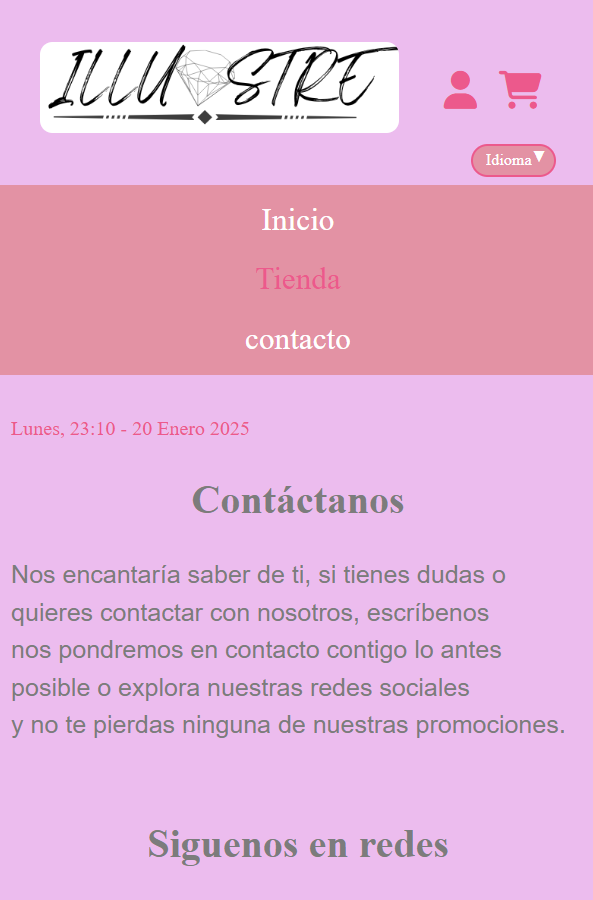 ILLUSTRE
Idioma▼
Inicio
Tienda
contacto
Lunes, 23:10 - 20 Enero 2025
Contáctanos
Nos encantaría saber de ti, si tienes dudas o
quieres contactar con nosotros, escríbenos
nos pondremos en contacto contigo lo antes
posible o explora nuestras redes sociales
y no te pierdas ninguna de nuestras promociones.
Siguenos en redes